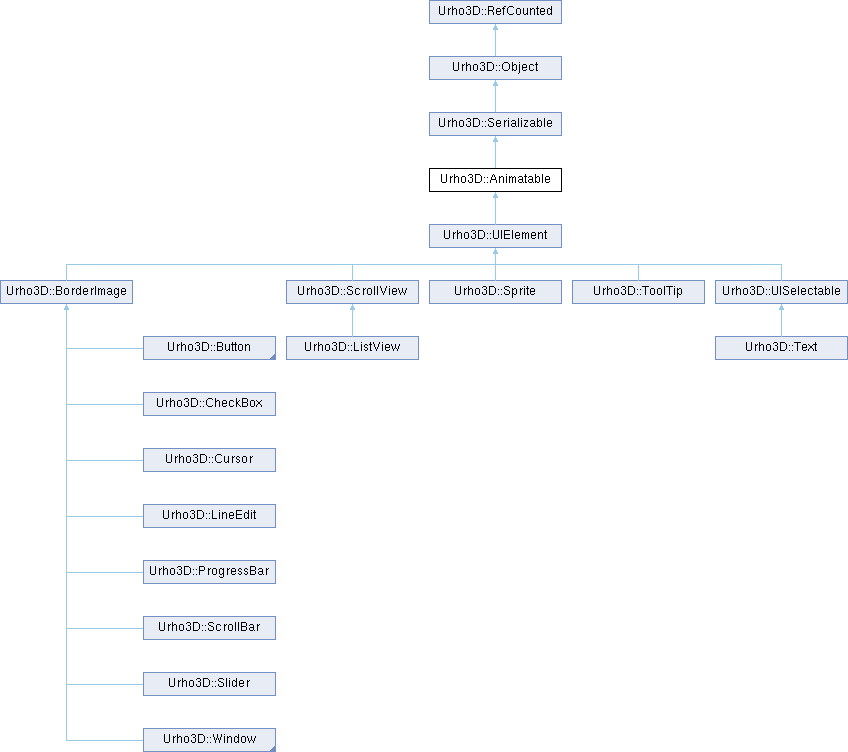 Urho3D::RefCounted
Urho3D::Object
Urho3D::Serializable
Urho3D::Animatable
Urho3D::UIElement
Urho3D::BorderImage
Urho3D::ScrollView
Urho3D::Sprite
Urho3D::ToolTip
Urho3D::UISelectable
Urho3D::Button
Urho3D::ListView
Urho3D::Text
Urho3D::CheckBox
Urho3D::Cursor
Urho3D::LineEdit
Urho3D::ProgressBar
Urho3D::ScrollBar
Urho3D::Slider
Urho3D::Window